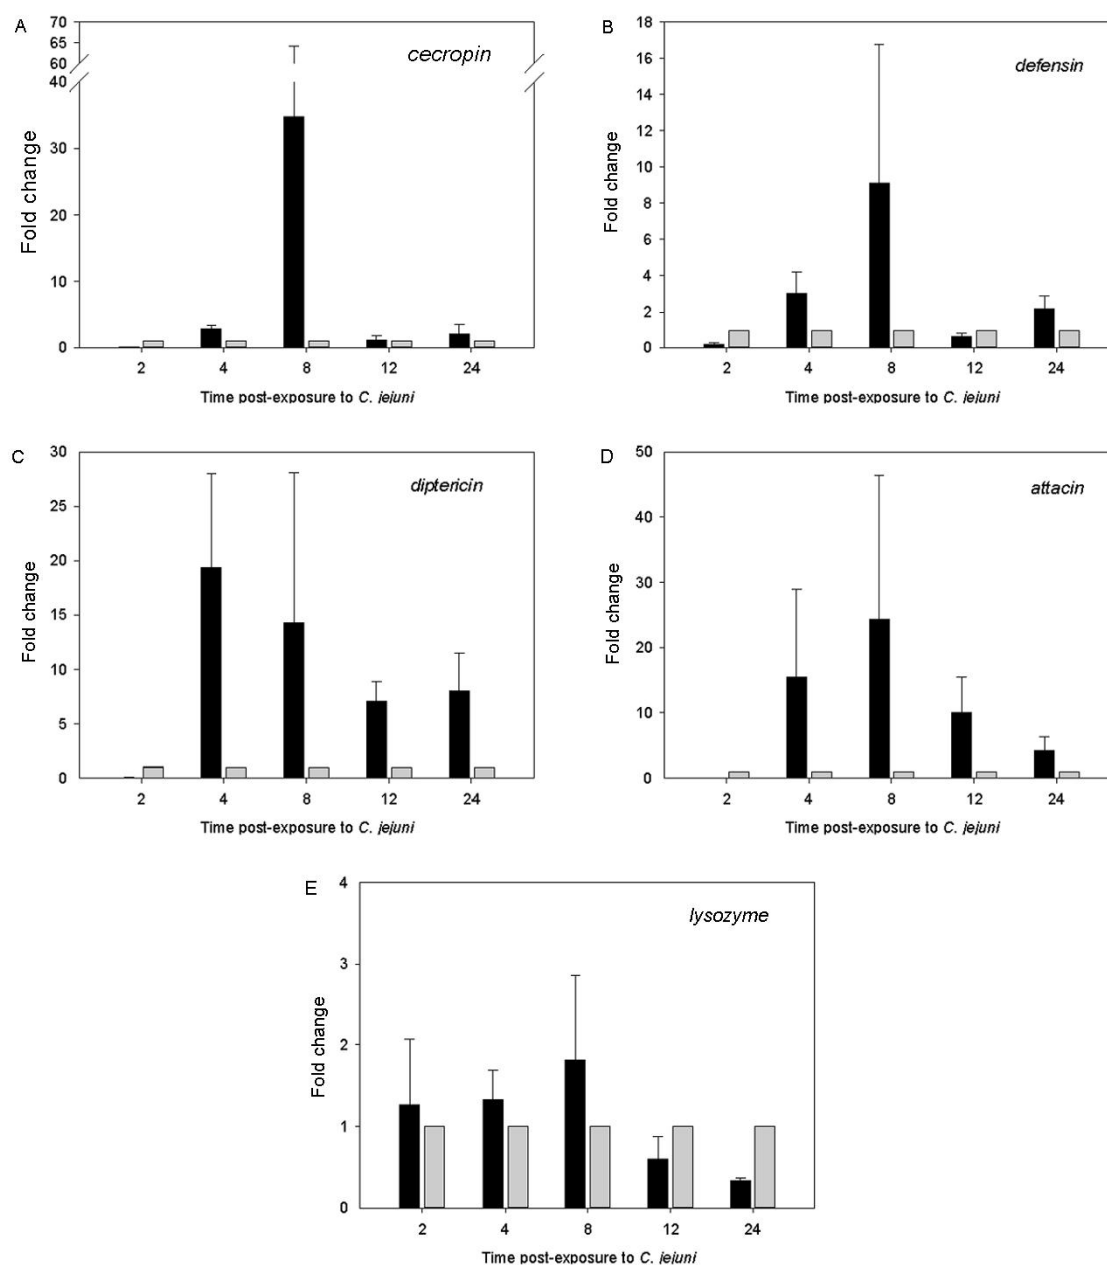 A
cecropin
70
65
60
40
30
20
10
0
Fold change
2 4 8 12 24
Time post-exposure to C. jejuni
B
defensin
18
16
14
12
10
8
6
4
2
0
Fold change
2 4 8 12 24
Time post-exposure to C. jejuni
C
diptericin
30
25
20
15
10
5
0
Fold change
2 4 8 12 24
Time post-exposure to C. jejuni
D
attacin
50
40
30
20
10
0
Fold change
2 4 8 12 24
Time post-exposure to C. jejuni
E
lysozyme
4
3
2
1
0
Fold change
2 4 8 12 24
Time post-exposure to C. jejuni